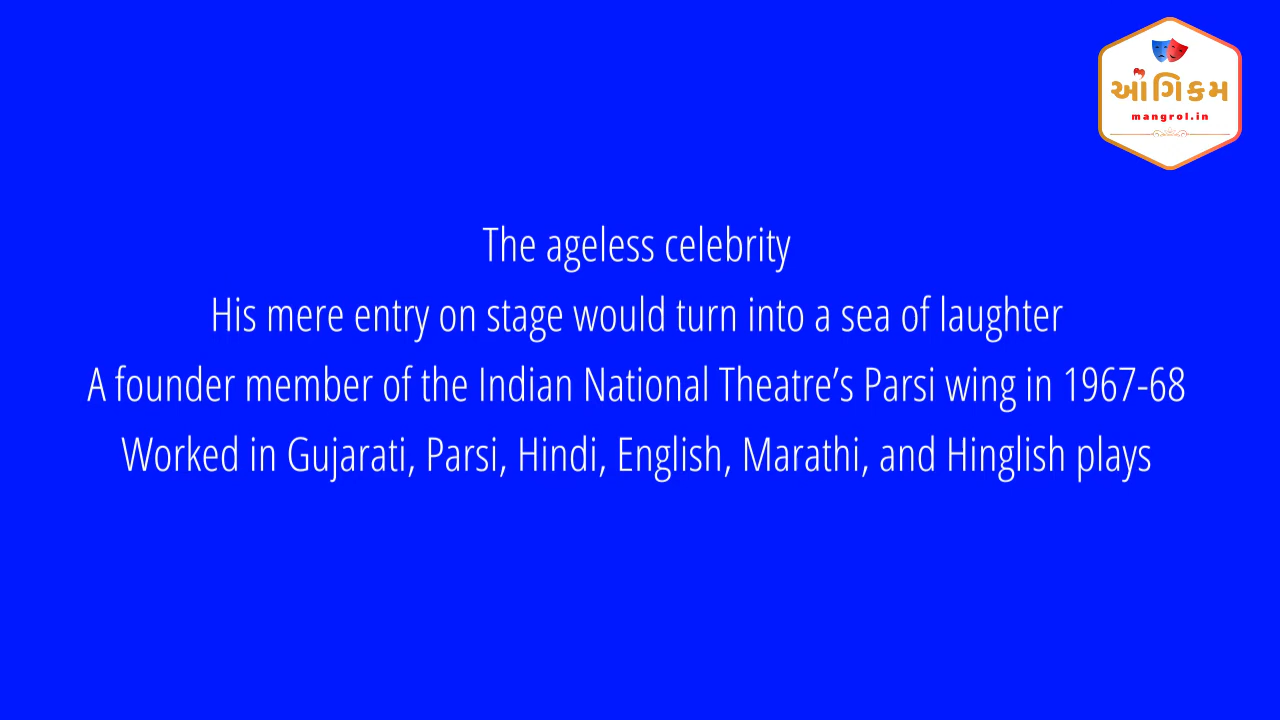 આંગિકમ
mangrol.in
The ageless celebrity
His mere entry on stage would turn into a sea of laughter
A founder member of the Indian National Theatre’s Parsi wing in 1967-68
Worked in Gujarati, Parsi, Hindi, English, Marathi, and Hinglish plays